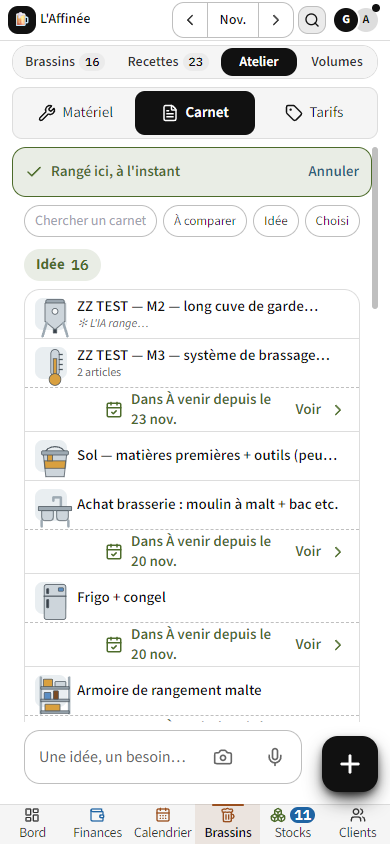 L'Affinée
Nov.
G
A
Brassins 16
Recettes 23
Atelier
Volumes
Matériel
Carnet
Tarifs
Rangé ici, à l'instant
Annuler
Chercher un carnet
À comparer
Idée
Choisi
Idée 16
ZZ TEST — M2 — long cuve de garde…
L'IA range…
ZZ TEST — M3 — système de brassage…
2 articles
Dans À venir depuis le
23 nov.
Voir
Sol — matières premières + outils (peu…
Achat brasserie : moulin à malt + bac etc.
Dans À venir depuis le
20 nov.
Voir
Frigo + congel
Dans À venir depuis le
20 nov.
Voir
Armoire de rangement malte
Une idée, un besoin…
Bord
Finances
Calendrier
Brassins
11
Stocks
Clients